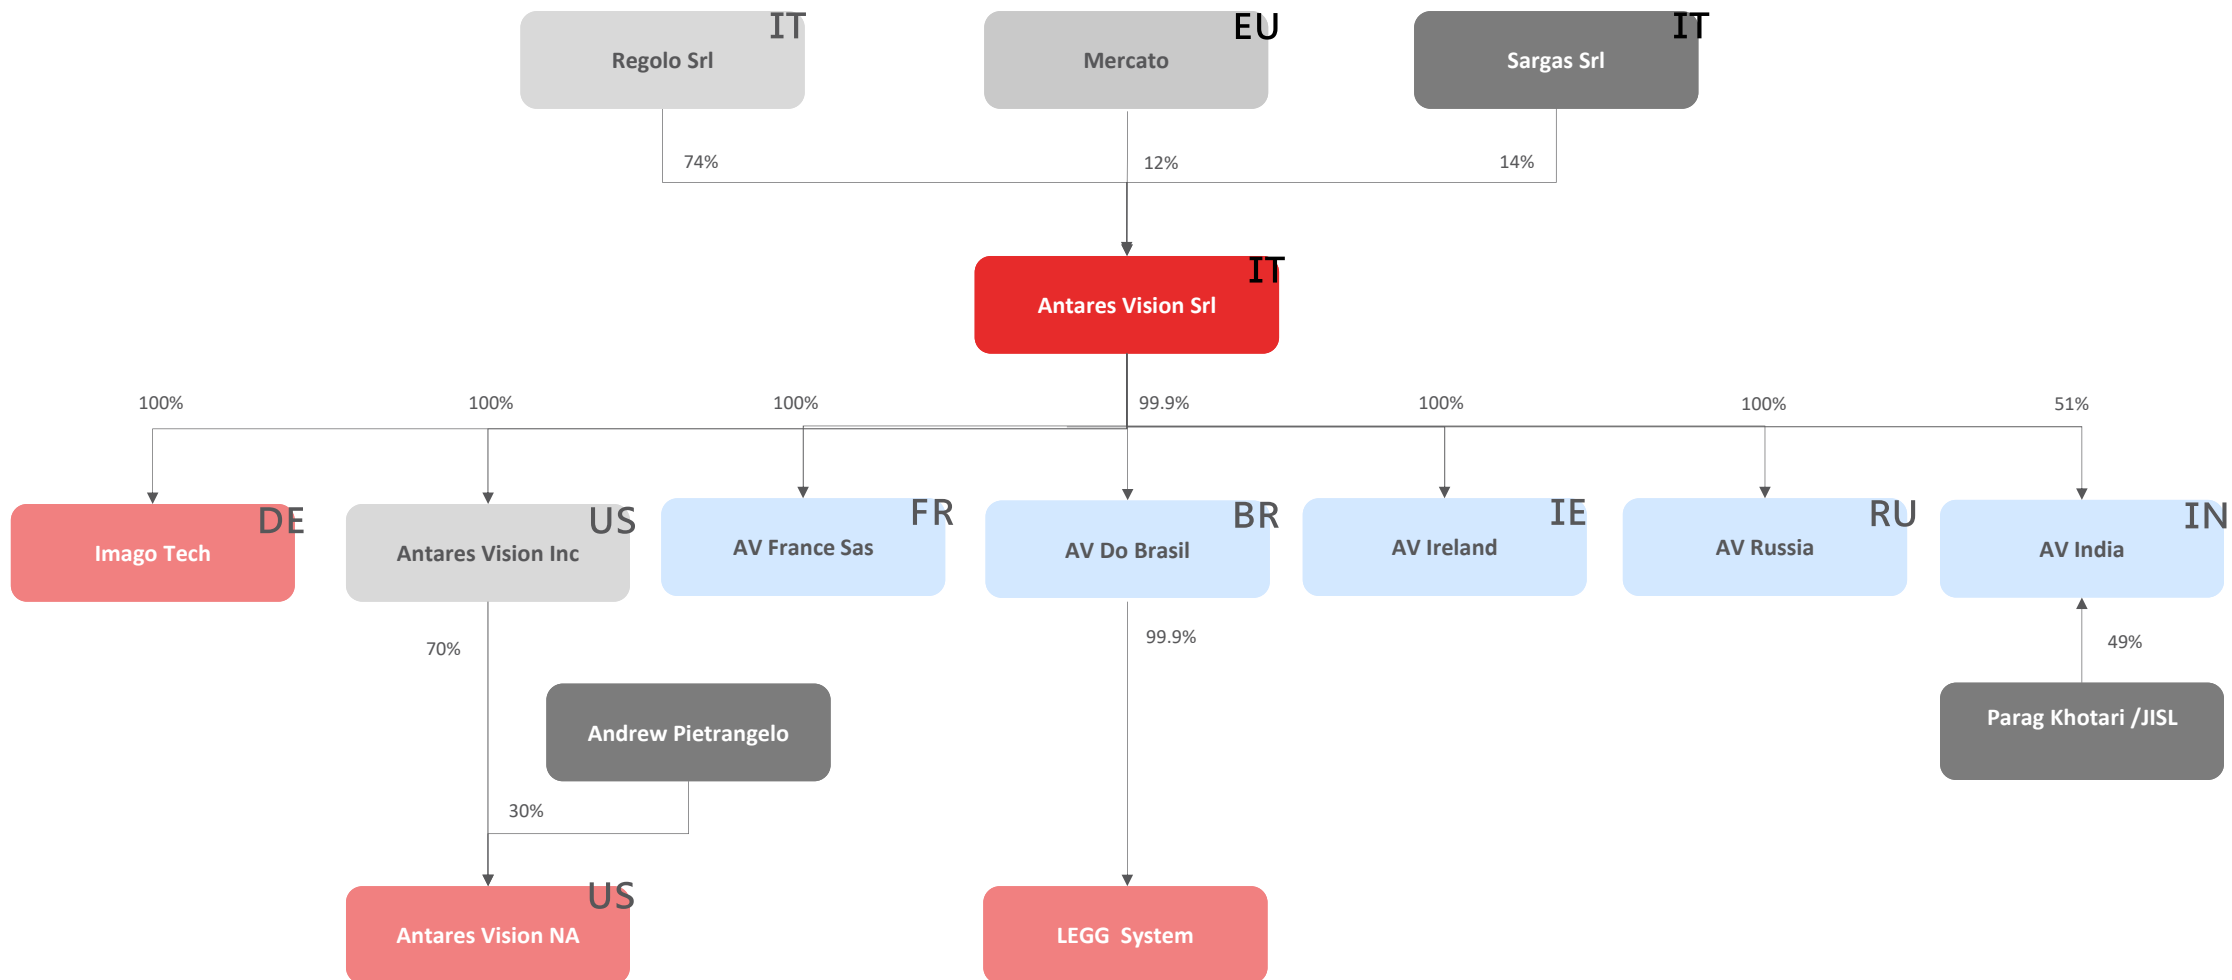 IT
EU
IT
Regolo Srl
Mercato
Sargas Srl
74%
12%
14%
IT
Antares Vision Srl
100%
100%
100%
99.9%
100%
100%
51%
DE
US
FR
BR
IE
RU
IN
Imago Tech
Antares Vision Inc
AV France Sas
AV Do Brasil
AV Ireland
AV Russia
AV India
70%
99.9%
49%
Andrew Pietrangelo
Parag Khotari /JISL
30%
US
Antares Vision NA
LEGG  System